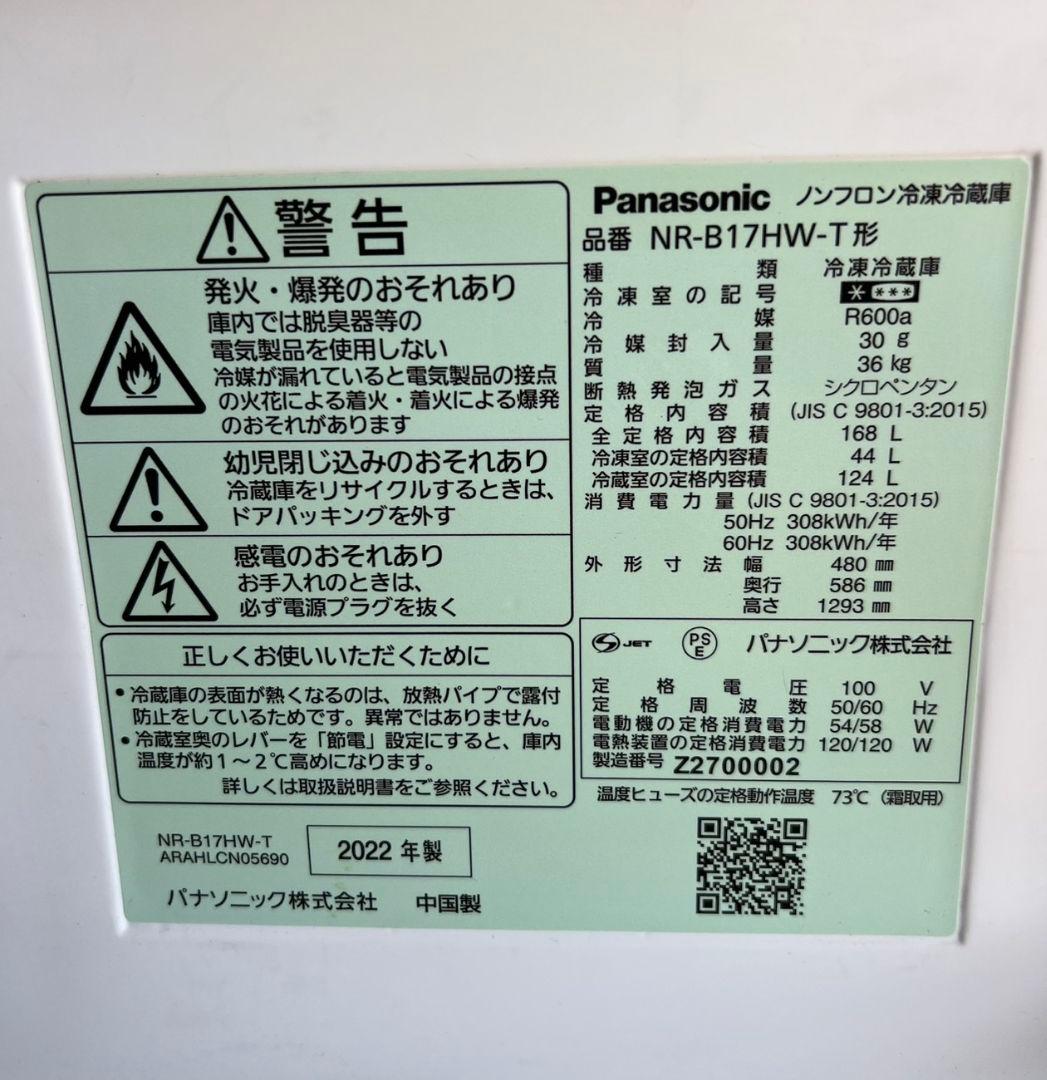 警告
発火・爆発のおそれあり
庫内では脱臭器等の
電気製品を使用しない
冷媒が漏れていると電気製品の接点
の火花による着火・着火による爆発
のおそれがあります
幼児閉じ込みのおそれあり
冷蔵庫をリサイクルするときは、
ドアパッキングを外す
感電のおそれあり
お手入れのときは、
必ず電源プラグを抜く
正しくお使いいただくために
・冷蔵庫の表面が熱くなるのは、放熱パイプで露付
防止をしているためです。異常ではありません。
・冷蔵室奥のレバーを「節電」設定にすると、庫内
温度が約1～2℃高めになります。
詳しくは取扱説明書をご参照ください。
NR-B17HW-T
ARAHLCN05690
2022 年製
パナソニック株式会社 中国製
Panasonic ノンフロン冷凍冷蔵庫
品番 NR-B17HW-T形
種類 冷凍冷蔵庫
冷凍室の記号 ****
冷媒 R600a
冷媒封入量 30 g
質量 36 kg
断熱発泡ガス シクロペンタン
定格内容積 (JIS C 9801-3:2015)
全定格内容積 168 L
冷凍室の定格内容積 44 L
冷蔵室の定格内容積 124 L
消費電力量 (JIS C 9801-3:2015)
50Hz 308kWh/年
60Hz 308kWh/年
外形寸法 幅 480 mm
奥行 586 mm
高さ 1293 mm
S JET PS E パナソニック株式会社
定格電圧 100 V
定格周波数 50/60 Hz
電動機の定格消費電力 54/58 W
電熱装置の定格消費電力 120/120 W
製造番号 Z2700002
温度ヒューズの定格動作温度 73℃ (霜取用)